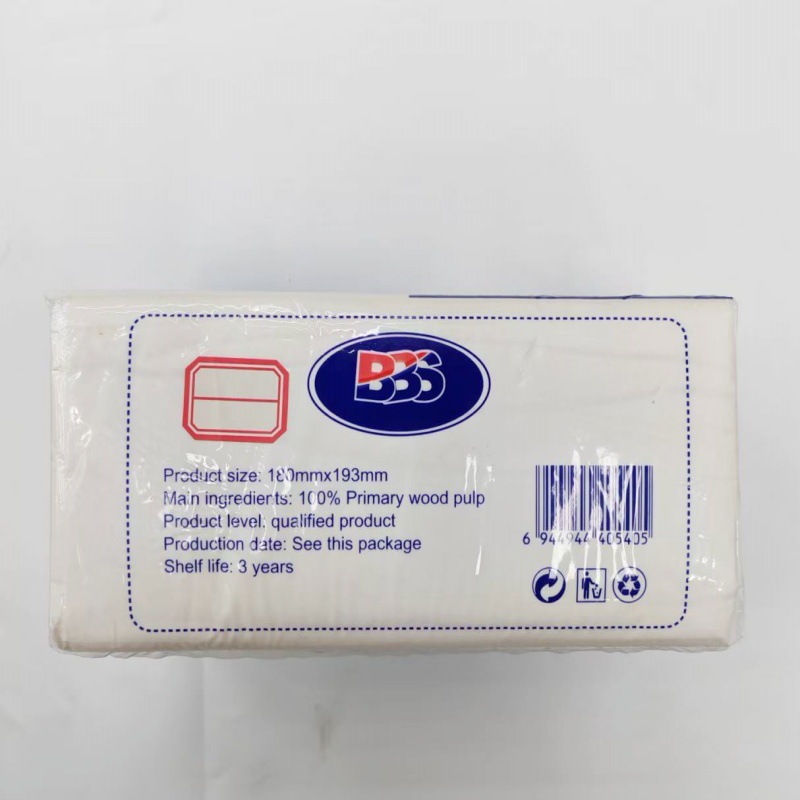 BBS
Product size: 180mmx193mm
Main ingredients: 100% Primary wood pulp
Product level: qualified product
Production date: See this package
Shelf life: 3 years
6 944944 405405